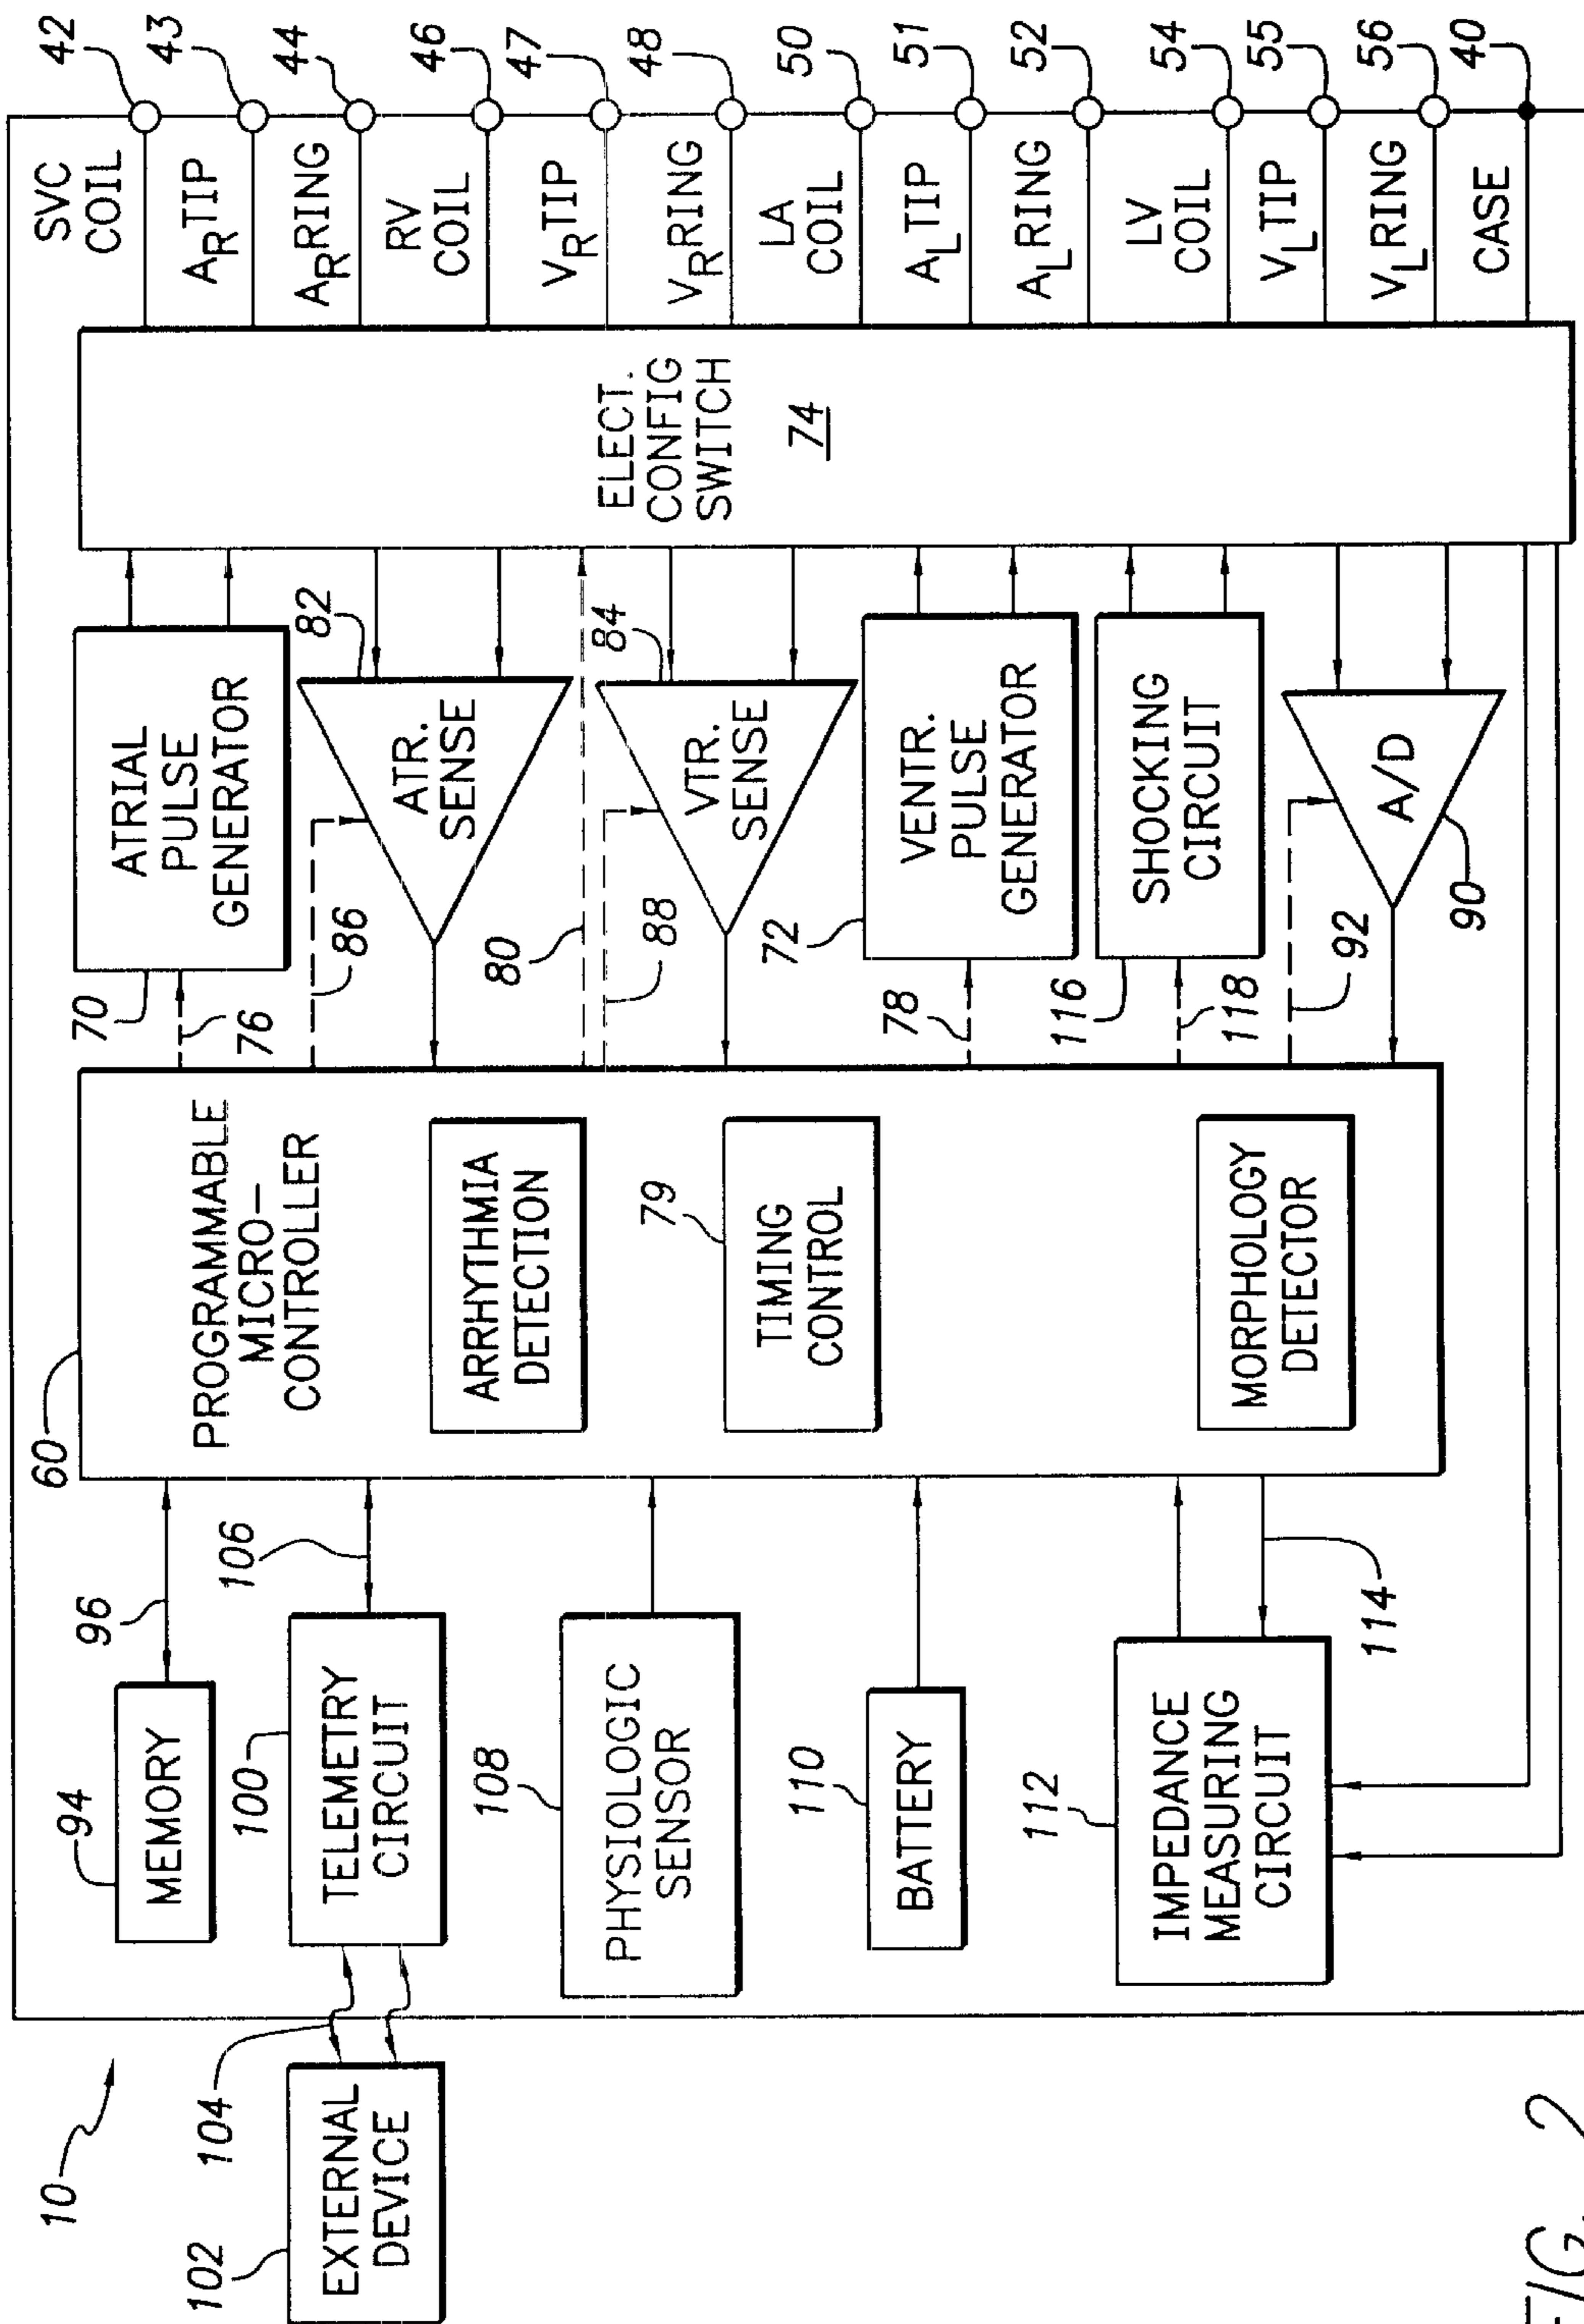 10
102
EXTERNAL
DEVICE
104
94
MEMORY
96
100
TELEMETRY
CIRCUIT
106
108
PHYSIOLOGIC
SENSOR
110
BATTERY
112
IMPEDANCE
MEASURING
CIRCUIT
114
60
PROGRAMMABLE
MICRO–
CONTROLLER
ARRHYTHMIA
DETECTION
79
TIMING
CONTROL
MORPHOLOGY
DETECTOR
70
76
ATRIAL
PULSE
GENERATOR
86
82
ATR.
SENSE
80
88
84
VTR.
SENSE
72
78
VENTR.
PULSE
GENERATOR
116
118
SHOCKING
CIRCUIT
92
A/D
90
ELECT.
CONFIG
SWITCH
74
SVC
COIL
42
ARTIP
43
ARRING
44
RV
COIL
46
VRTIP
47
VRRING
48
LA
COIL
50
ALTIP
51
ALRING
52
LV
COIL
54
VLTIP
55
VLRING
56
CASE
40
FIG. 2